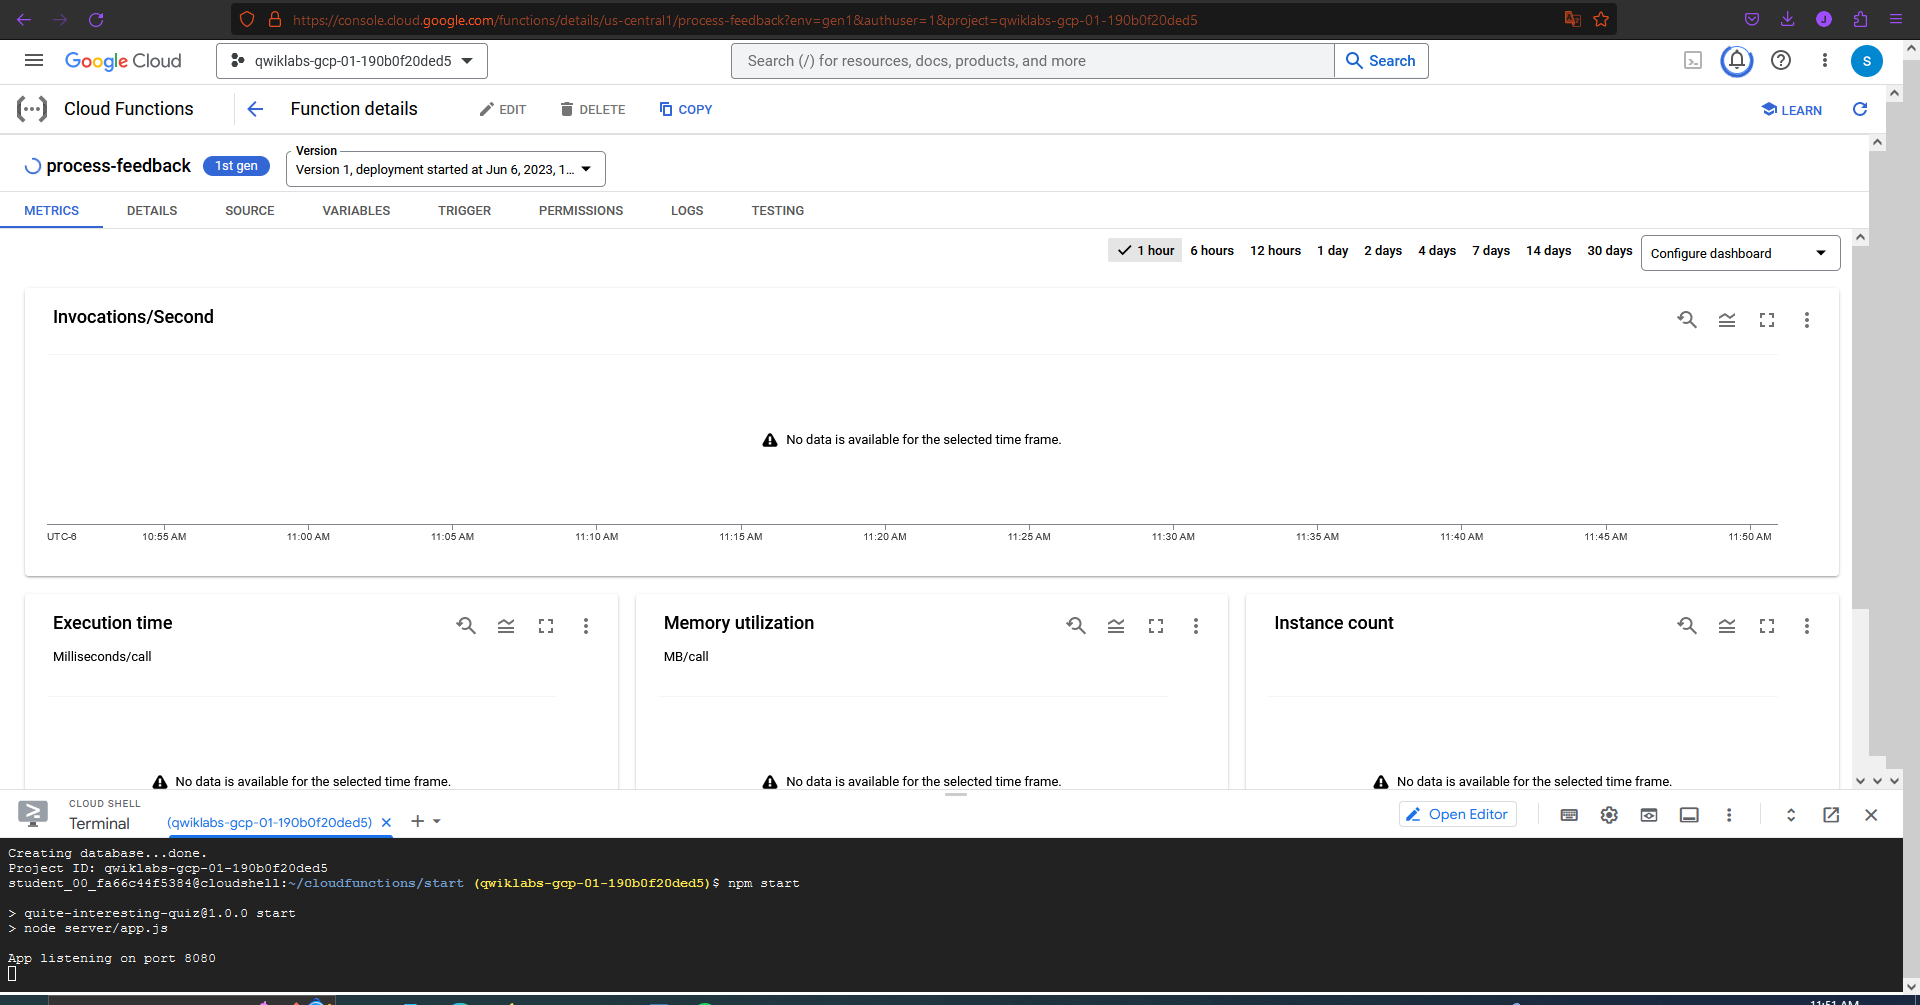 https://console.cloud.google.com/functions/details/us-central1/process-feedback?env=gen1&authuser=1&project=qwiklabs-gcp-01-190b0f20ded5
J
Google Cloud
qwiklabs-gcp-01-190b0f20ded5
Search (/) for resources, docs, products, and more
Search
S
Cloud Functions
Function details
EDIT
DELETE
COPY
LEARN
process-feedback
1st gen
Version
Version 1, deployment started at Jun 6, 2023, 1...
METRICS
DETAILS
SOURCE
VARIABLES
TRIGGER
PERMISSIONS
LOGS
TESTING
1 hour
6 hours
12 hours
1 day
2 days
4 days
7 days
14 days
30 days
Configure dashboard
Invocations/Second
No data is available for the selected time frame.
UTC-6
10:55 AM
11:00 AM
11:05 AM
11:10 AM
11:15 AM
11:20 AM
11:25 AM
11:30 AM
11:35 AM
11:40 AM
11:45 AM
11:50 AM
Execution time
Milliseconds/call
No data is available for the selected time frame.
Memory utilization
MB/call
No data is available for the selected time frame.
Instance count
No data is available for the selected time frame.
CLOUD SHELL
Terminal
(qwiklabs-gcp-01-190b0f20ded5)
Open Editor
Creating database...done.
Project ID: qwiklabs-gcp-01-190b0f20ded5
student_00_fa66c44f5384@cloudshell:~/cloudfunctions/start (qwiklabs-gcp-01-190b0f20ded5)$ npm start
> quite-interesting-quiz@1.0.0 start
> node server/app.js
App listening on port 8080
11:51 AM